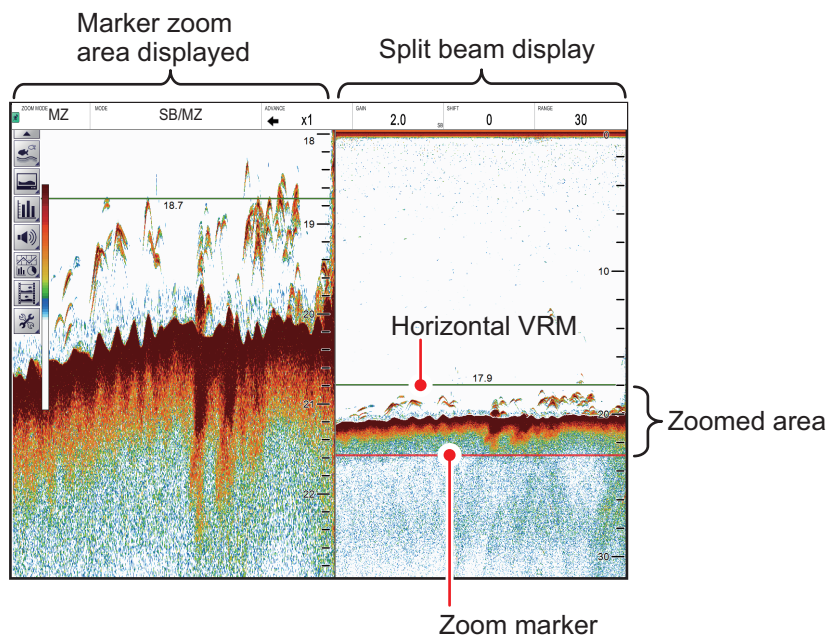 Marker zoom
area displayed
Split beam display
ZOOM MODE MZ MODE SB/MZ ADVANCE x1 GAIN 2.0 SB SHIFT 0 RANGE 30
18
18.7
19
20
21
22
0
10
Horizontal VRM
17.9
20
Zoomed area
30
Zoom marker